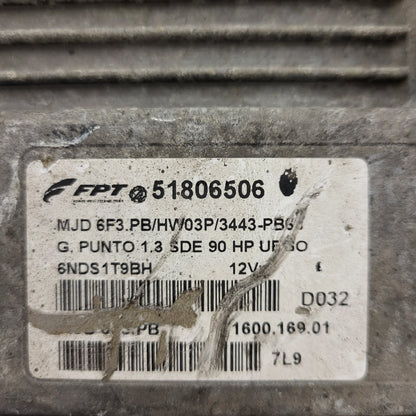 FPT 51806506
MJD 6F3.PB/HW03P/3443-PB
G. PUNTO 1.3 SDE 90 HP
6NDS1T9BH 12V
D032
1600.169.01
7L9